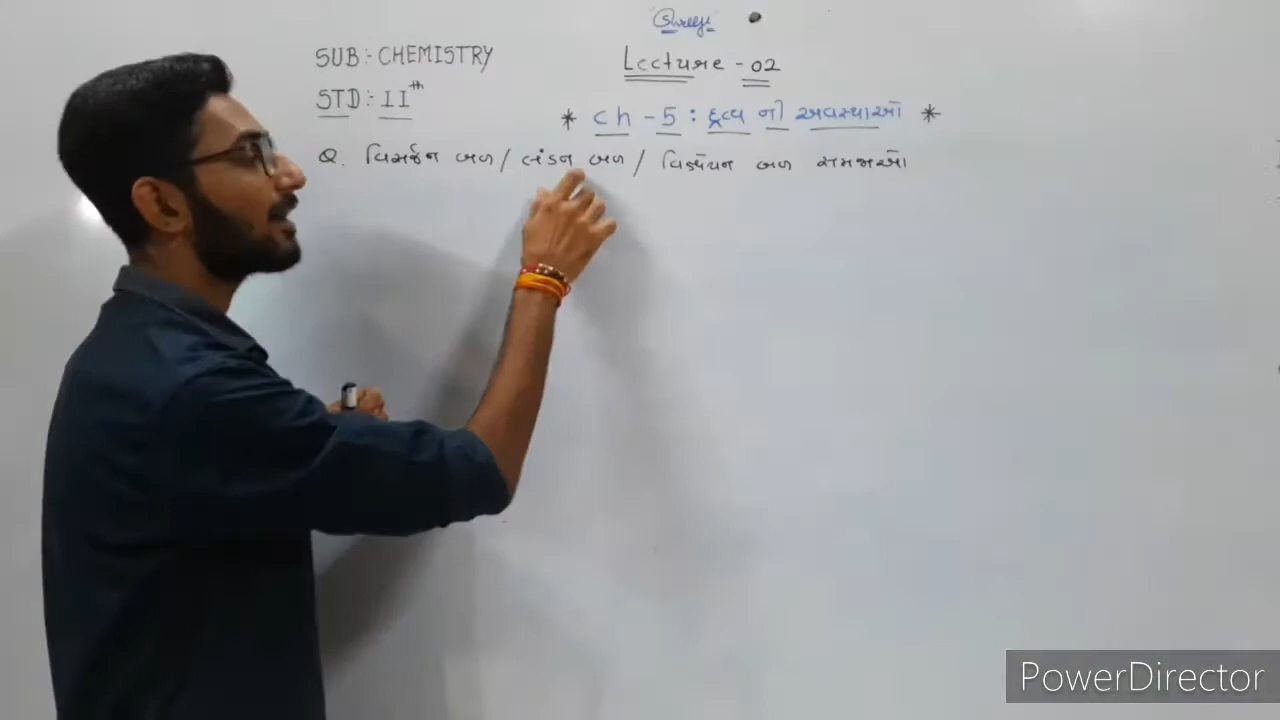 Shreeji
SUB:- CHEMISTRY
Lecture - 02
STD:- 11th
* Ch - 5 : દ્રવ્ય ની અવસ્થાઓ *
Q. વિસર્જન બળ / લંડન બળ / વિક્ષેપન બળ સમજાઓ
PowerDirector